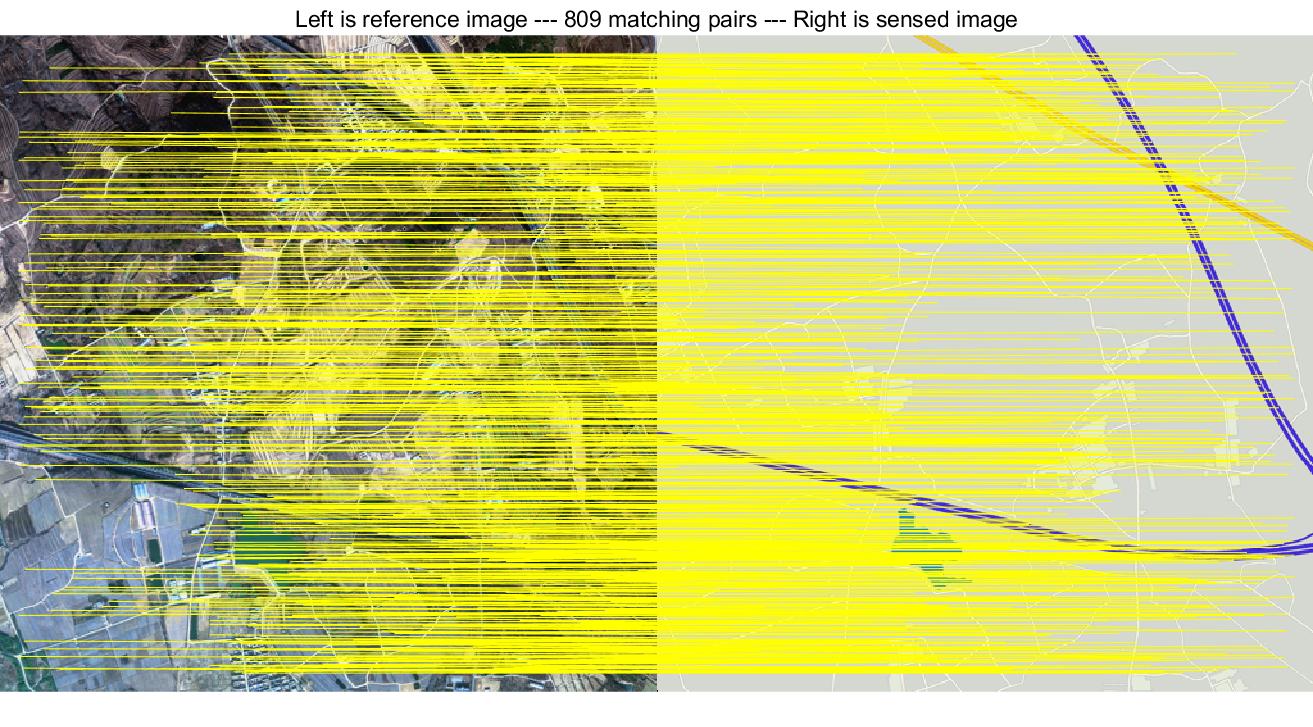 Left is reference image --- 809 matching pairs --- Right is sensed image